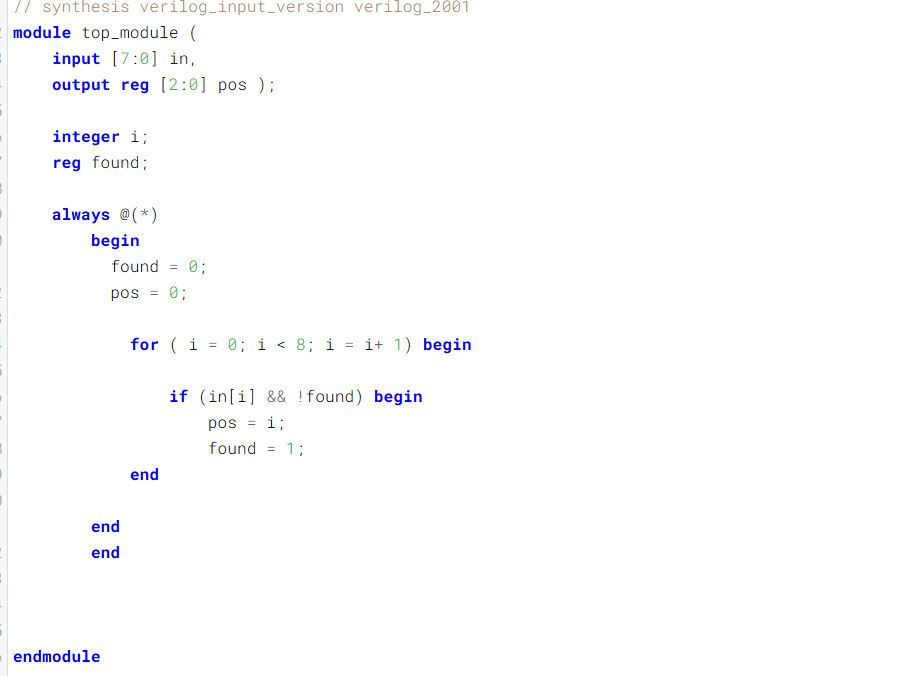 // synthesis verilog_input_version verilog_2001
module top_module (
input [7:0] in,
output reg [2:0] pos );
integer i;
reg found;
always @(*)
begin
found = 0;
pos = 0;
for ( i = 0; i < 8; i = i+ 1) begin
if (in[i] && !found) begin
pos = i;
found = 1;
end
end
end
endmodule